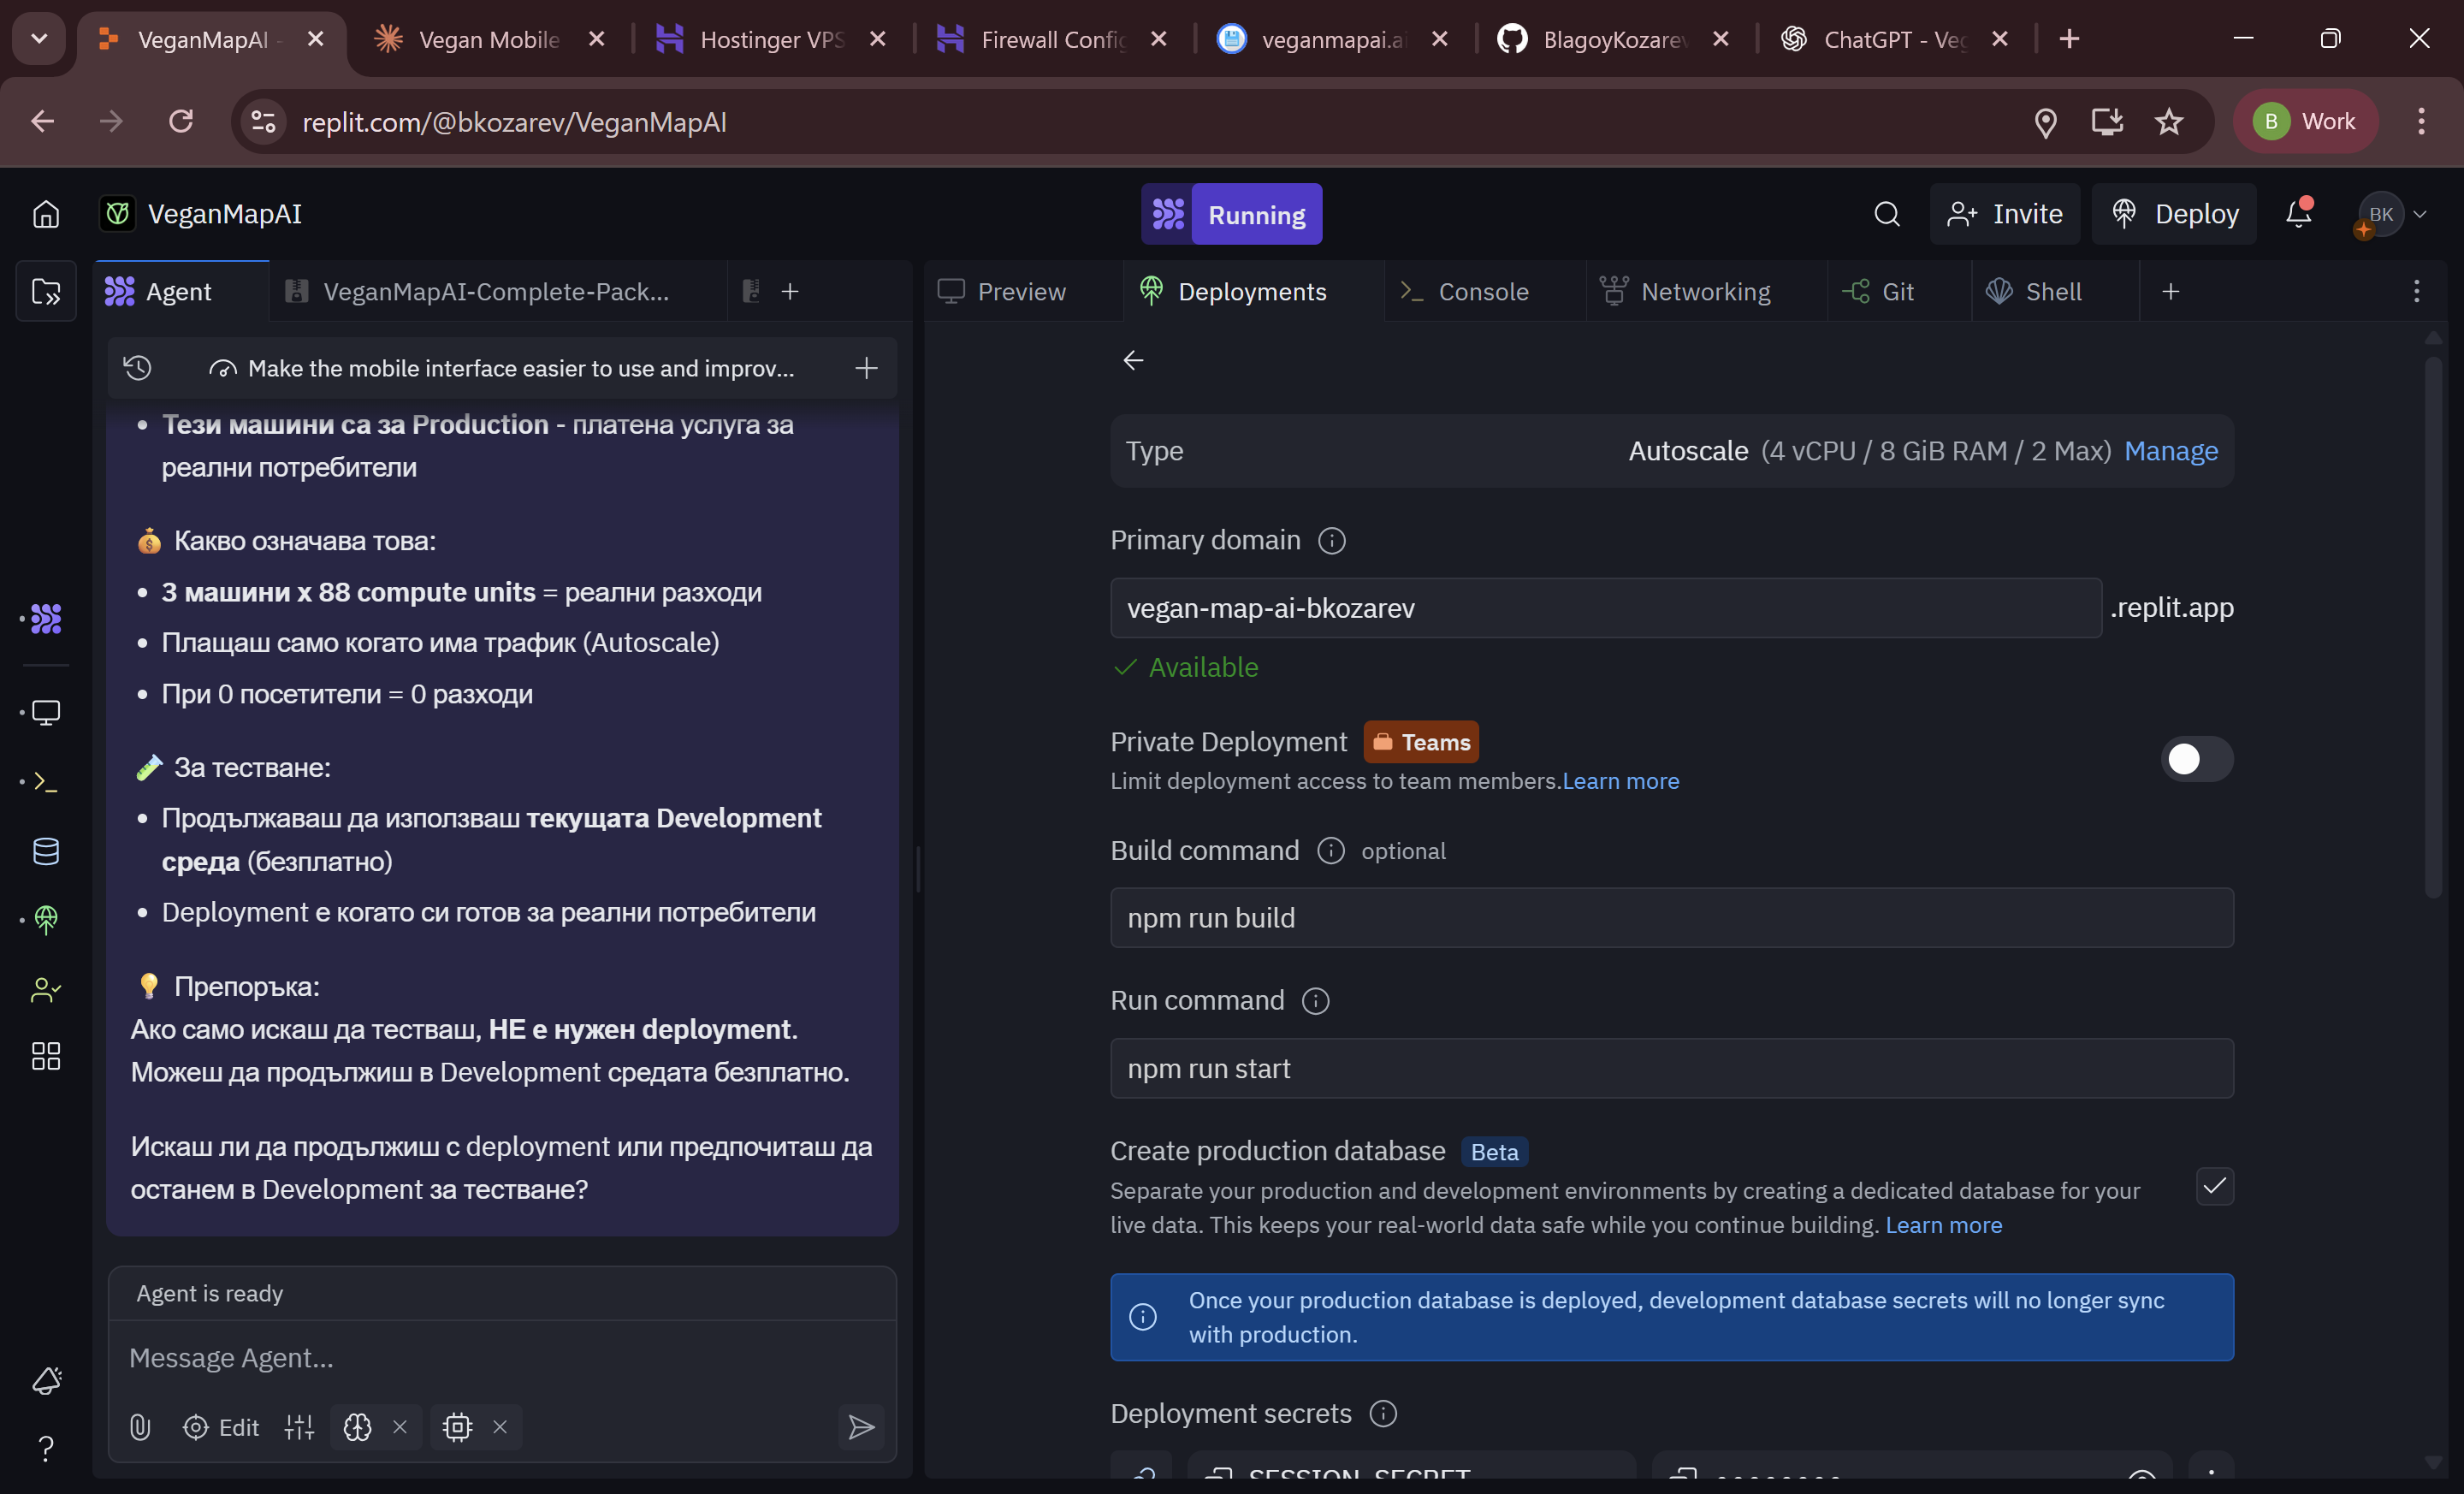 VeganMapAI -
Vegan Mobile
Hostinger VPS
Firewall Config
veganmapai.ai
BlagoyKozarev
ChatGPT - Veg
replit.com/@bkozarev/VeganMapAI
B
Work
VeganMapAI
Running
Invite
Deploy
BK
Agent
VeganMapAI-Complete-Pack...
Preview
Deployments
Console
Networking
Git
Shell
Make the mobile interface easier to use and improv...
• Тези машини са за Production - платена услуга за
реални потребители
💰 Какво означава това:
• 3 машини x 88 compute units = реални разходи
• Плащаш само когато има трафик (Autoscale)
• При 0 посетители = 0 разходи
🧪 За тестване:
• Продължаваш да използваш текущата Development
среда (безплатно)
• Deployment е когато си готов за реални потребители
💡 Препоръка:
Ако само искаш да тестваш, НЕ е нужен deployment.
Можеш да продължиш в Development средата безплатно.
Искаш ли да продължиш с deployment или предпочиташ да
останем в Development за тестване?
Agent is ready
Message Agent...
Edit
Type
Autoscale (4 vCPU / 8 GiB RAM / 2 Max) Manage
Primary domain
vegan-map-ai-bkozarev
.replit.app
Available
Private Deployment
Teams
Limit deployment access to team members.Learn more
Build command
optional
npm run build
Run command
npm run start
Create production database
Beta
Separate your production and development environments by creating a dedicated database for your
live data. This keeps your real-world data safe while you continue building. Learn more
Once your production database is deployed, development database secrets will no longer sync
with production.
Deployment secrets
SESSION_SECRET